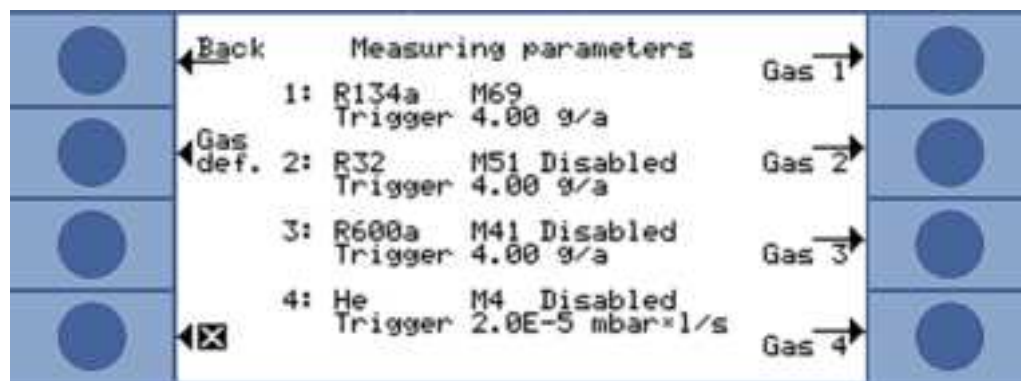 Back Measuring parameters
Gas 1
1: R134a M69
Trigger 4.00 g/a
Gas
def. 2: R32 M51 Disabled Gas 2
Trigger 4.00 g/a
3: R600a M41 Disabled
Trigger 4.00 g/a Gas 3
4: He M4 Disabled
Trigger 2.0E-5 mbar×l/s
Gas 4